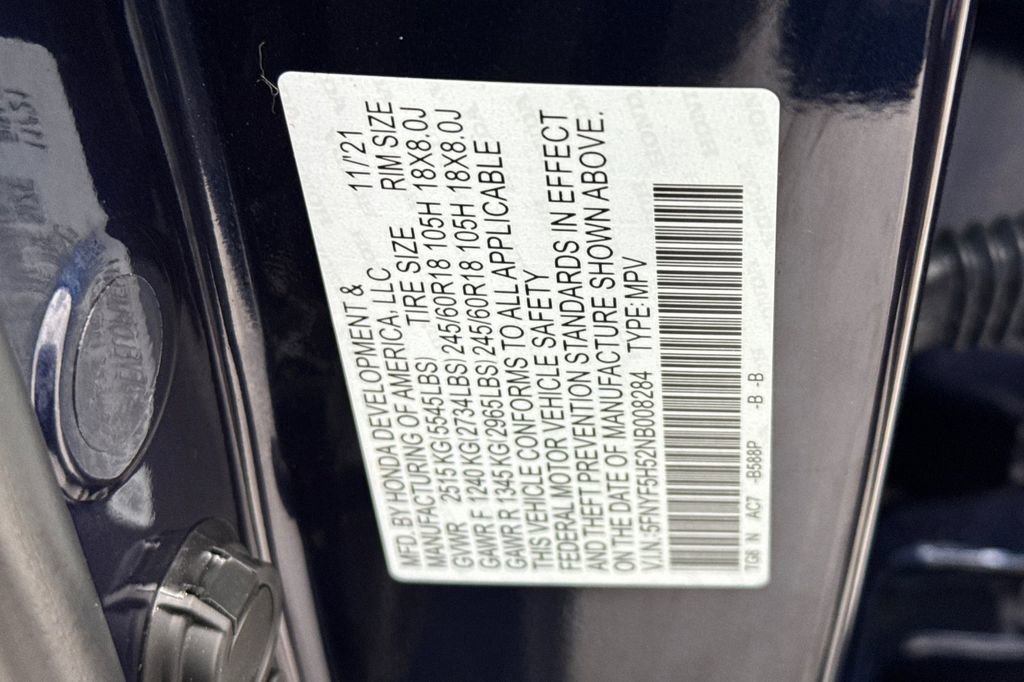 MFD. BY HONDA DEVELOPMENT &
MANUFACTURING OF AMERICA, LLC 11/'21
GVWR 2515 KG(5545LBS) TIRE SIZE RIM SIZE
GAWR F 1240 KG(2734LBS) 245/60R18 105H 18X8.0J
GAWR R 1345 KG(2965LBS) 245/60R18 105H 18X8.0J
THIS VEHICLE CONFORMS TO ALL APPLICABLE
FEDERAL MOTOR VEHICLE SAFETY
AND THEFT PREVENTION STANDARDS IN EFFECT
ON THE DATE OF MANUFACTURE SHOWN ABOVE.
V.I.N: 5FNYF5H52NB008284 TYPE: MPV
TG8 N AC7 -B588P -B -B